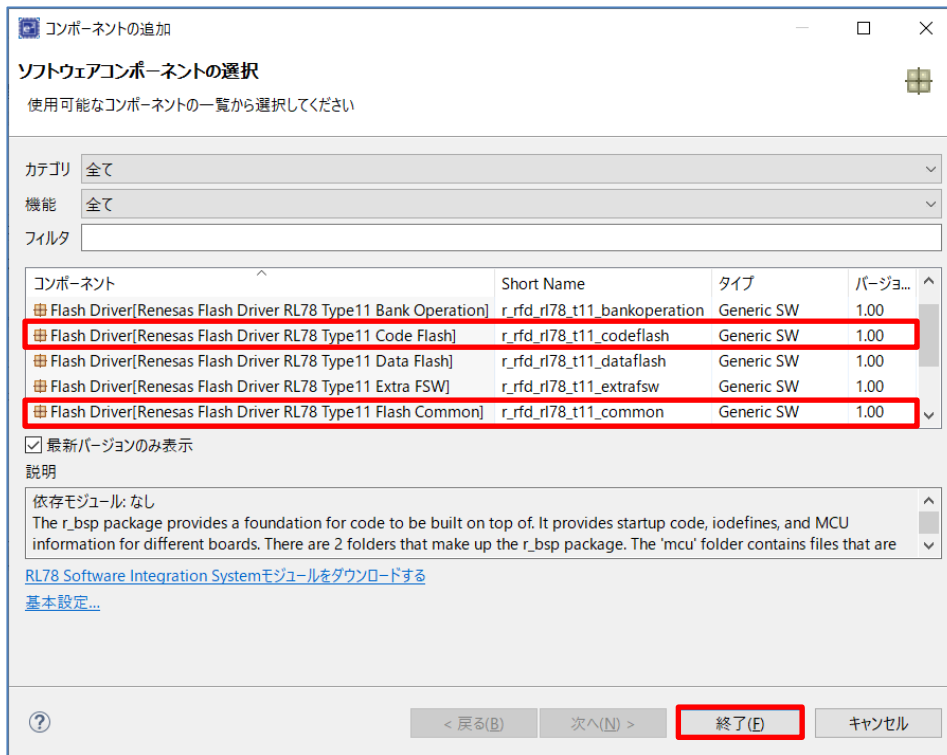 コンポーネントの追加
ソフトウェアコンポーネントの選択
使用可能なコンポーネントの一覧から選択してください
カテゴリ 全て
機能 全て
フィルタ
コンポーネント Short Name タイプ バージョ...
Flash Driver[Renesas Flash Driver RL78 Type11 Bank Operation] r_rfd_rl78_t11_bankoperation Generic SW 1.00
Flash Driver[Renesas Flash Driver RL78 Type11 Code Flash] r_rfd_rl78_t11_codeflash Generic SW 1.00
Flash Driver[Renesas Flash Driver RL78 Type11 Data Flash] r_rfd_rl78_t11_dataflash Generic SW 1.00
Flash Driver[Renesas Flash Driver RL78 Type11 Extra FSW] r_rfd_rl78_t11_extrafsw Generic SW 1.00
Flash Driver[Renesas Flash Driver RL78 Type11 Flash Common] r_rfd_rl78_t11_common Generic SW 1.00
最新バージョンのみ表示
説明
依存モジュール: なし
The r_bsp package provides a foundation for code to be built on top of. It provides startup code, iodefines, and MCU
information for different boards. There are 2 folders that make up the r_bsp package. The 'mcu' folder contains files that are
RL78 Software Integration Systemモジュールをダウンロードする
基本設定...
< 戻る(B) 次へ(N) > 終了(F) キャンセル